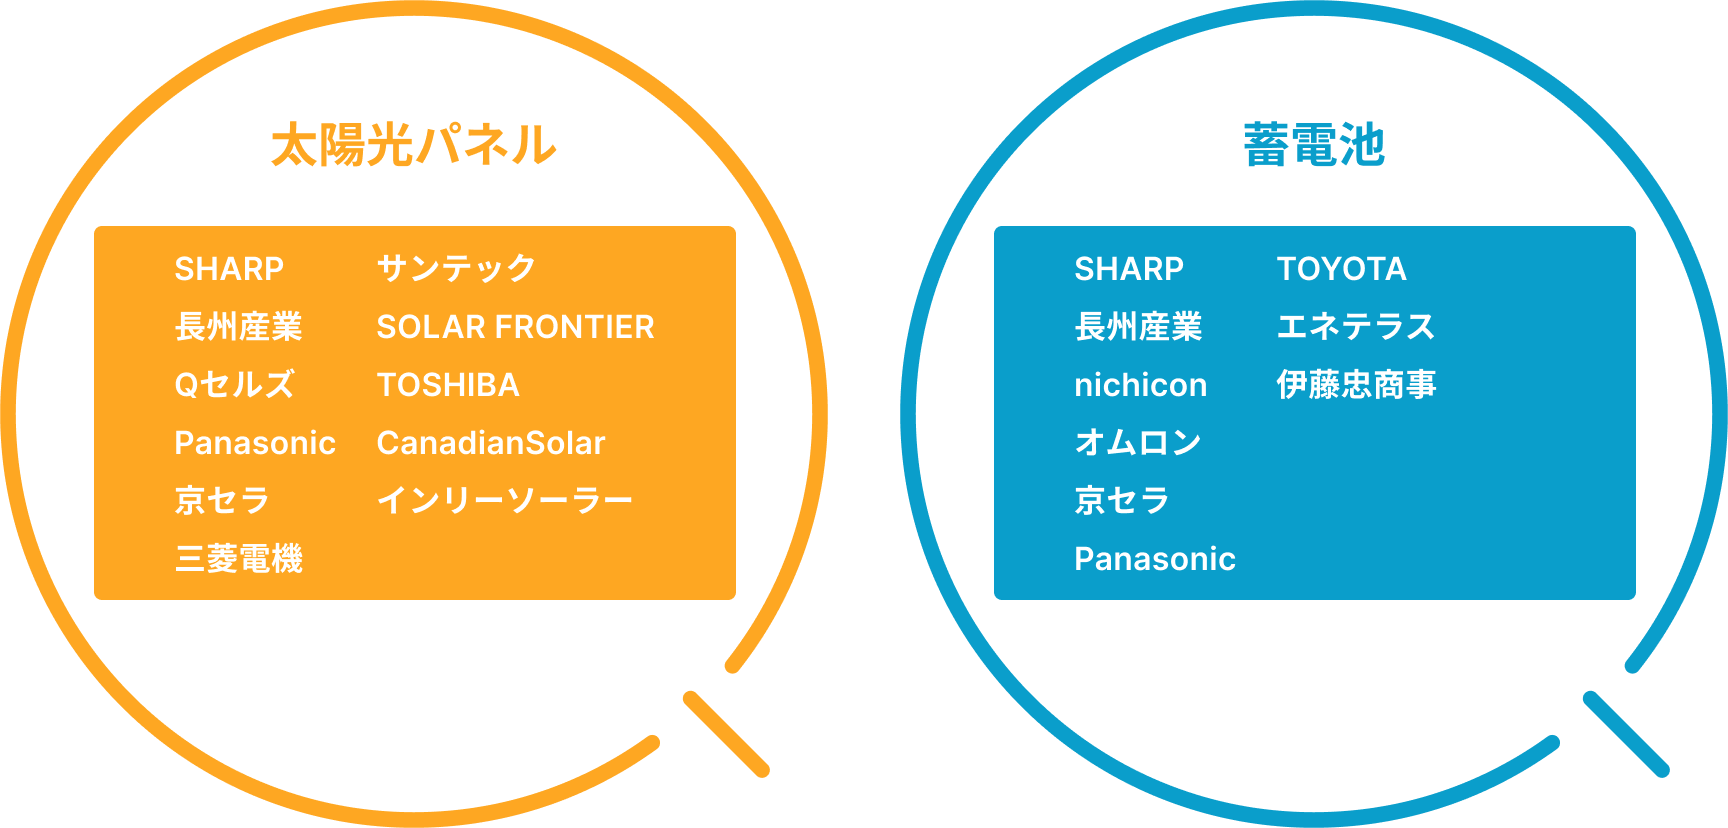 太陽光パネル
SHARP
長州産業
Qセルズ
Panasonic
京セラ
三菱電機
サンテック
SOLAR FRONTIER
TOSHIBA
CanadianSolar
インリーソーラー
蓄電池
SHARP
長州産業
nichicon
オムロン
京セラ
Panasonic
TOYOTA
エネテラス
伊藤忠商事